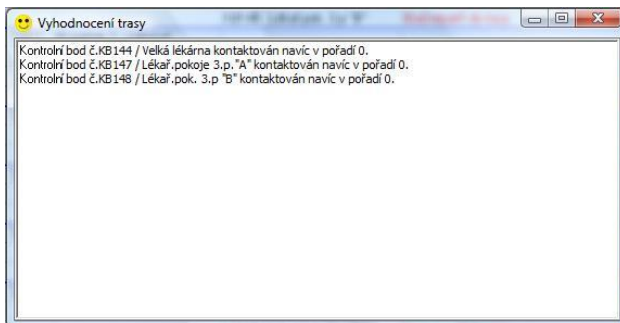 Vyhodnocení trasy
Kontrolní bod č.KB144 / Velká lékárna kontaktován navíc v pořadí 0.
Kontrolní bod č.KB147 / Lékař.pokoje 3.p."A" kontaktován navíc v pořadí 0.
Kontrolní bod č.KB148 / Lékař.pok. 3.p "B" kontaktován navíc v pořadí 0.